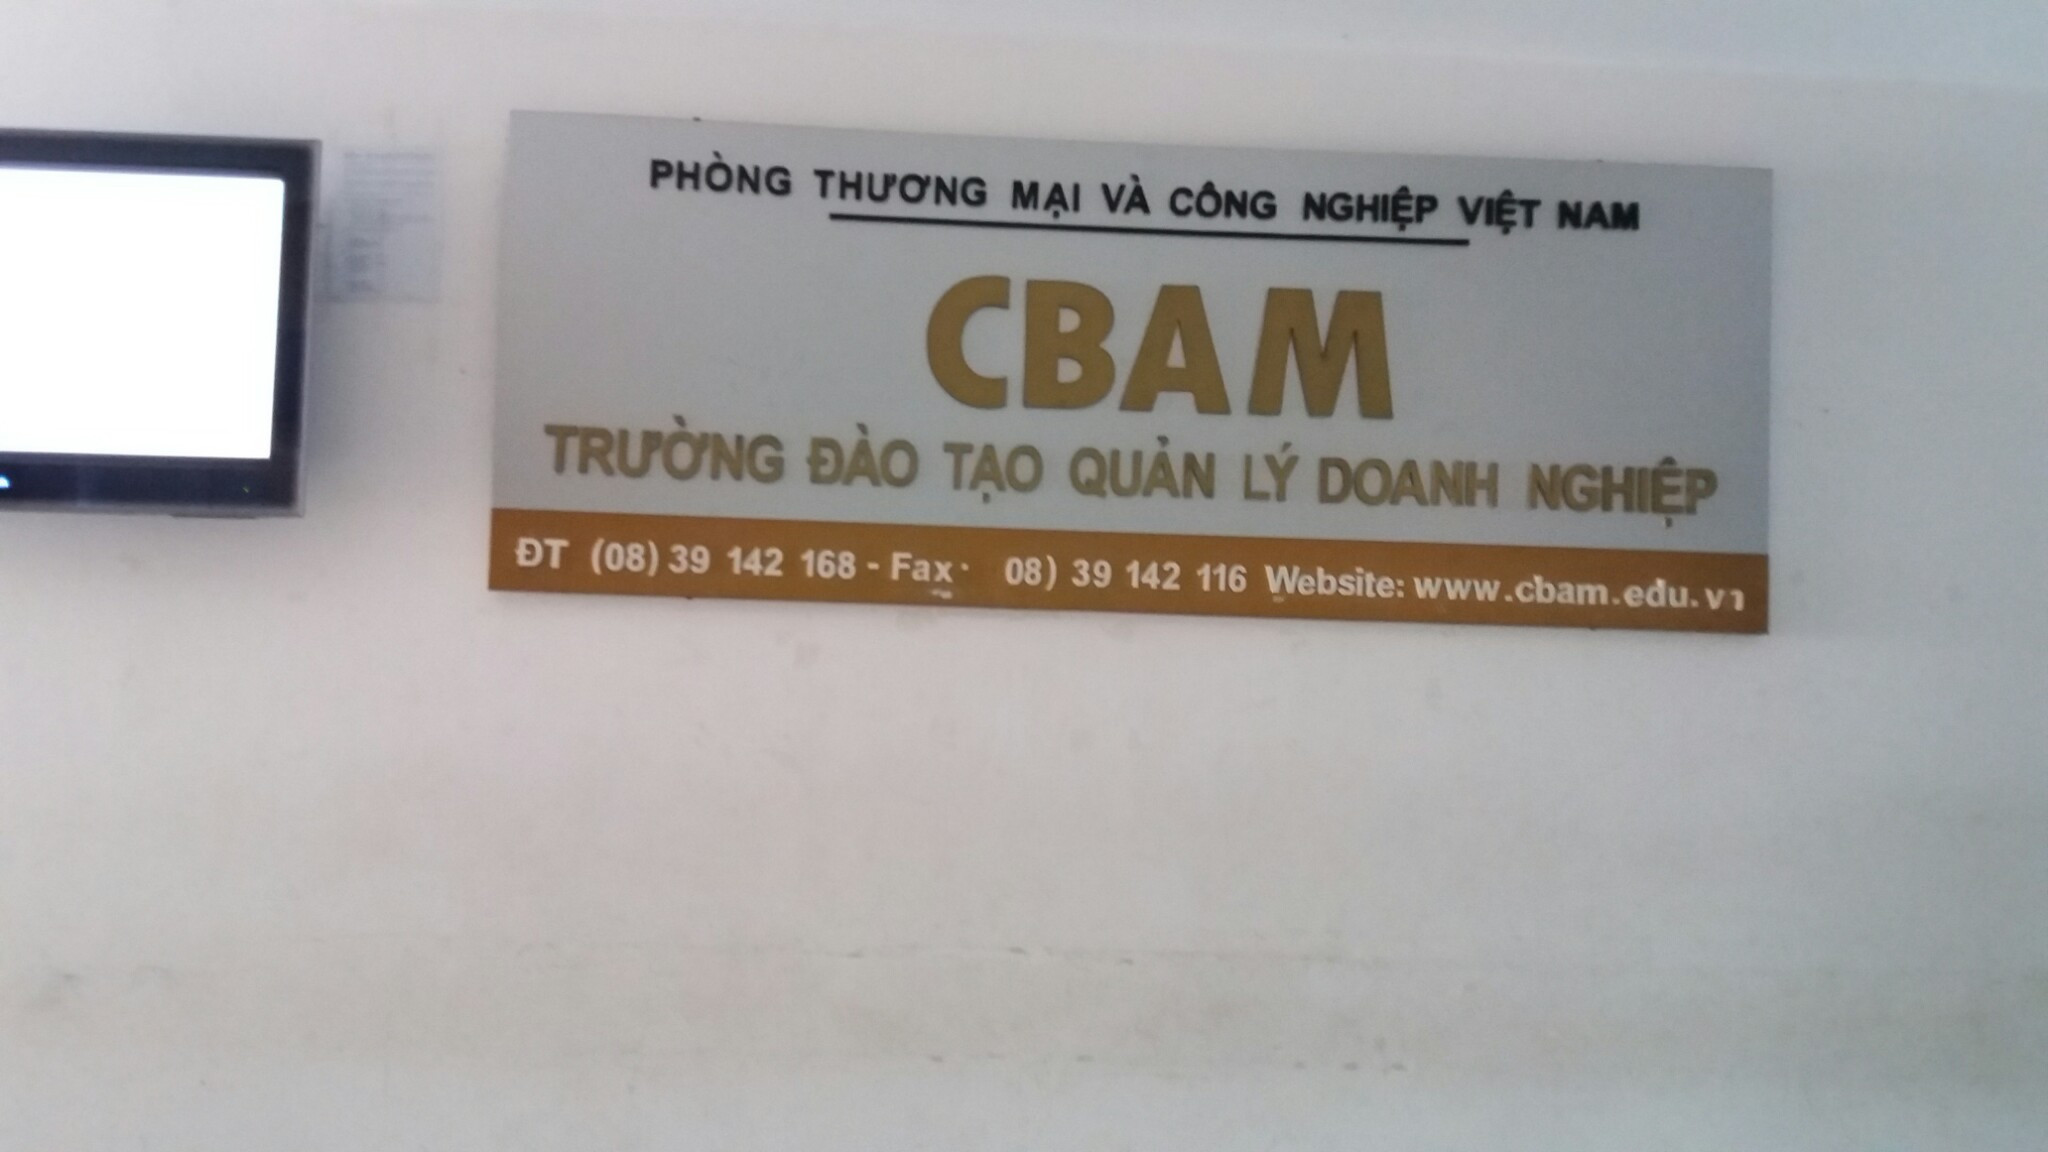 PHÒNG THƯƠNG MẠI VÀ CÔNG NGHIỆP VIỆT NAM
CBAM
TRƯỜNG ĐÀO TẠO QUẢN LÝ DOANH NGHIỆP
ĐT (08) 39 142 168 - Fax 08) 39 142 116 Website: www.cbam.edu.vn